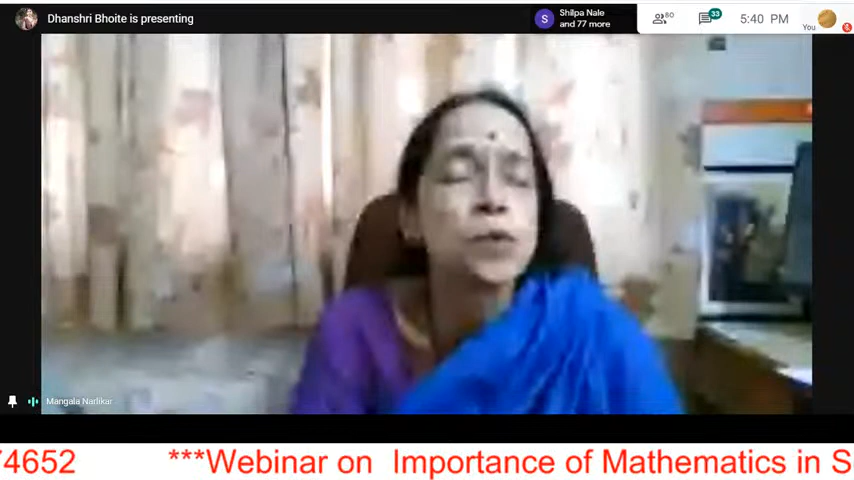 Dhanshri Bhoite is presenting
S
Shilpa Nale
and 77 more
80
33
5:40 PM
You
Mangala Narlikar
74652 ***Webinar on Importance of Mathematics in S